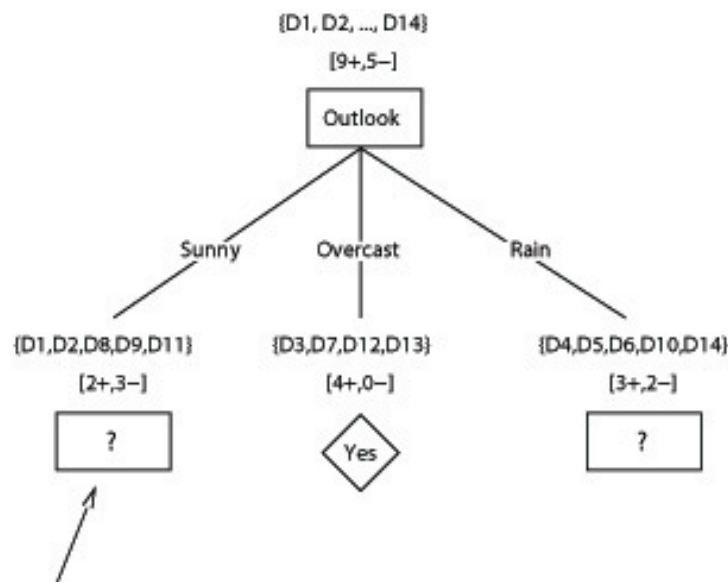 {D1, D2, ..., D14}
[9+,5−]
Outlook
Sunny Overcast Rain
{D1,D2,D8,D9,D11} {D3,D7,D12,D13} {D4,D5,D6,D10,D14}
[2+,3−] [4+,0−] [3+,2−]
? Yes ?